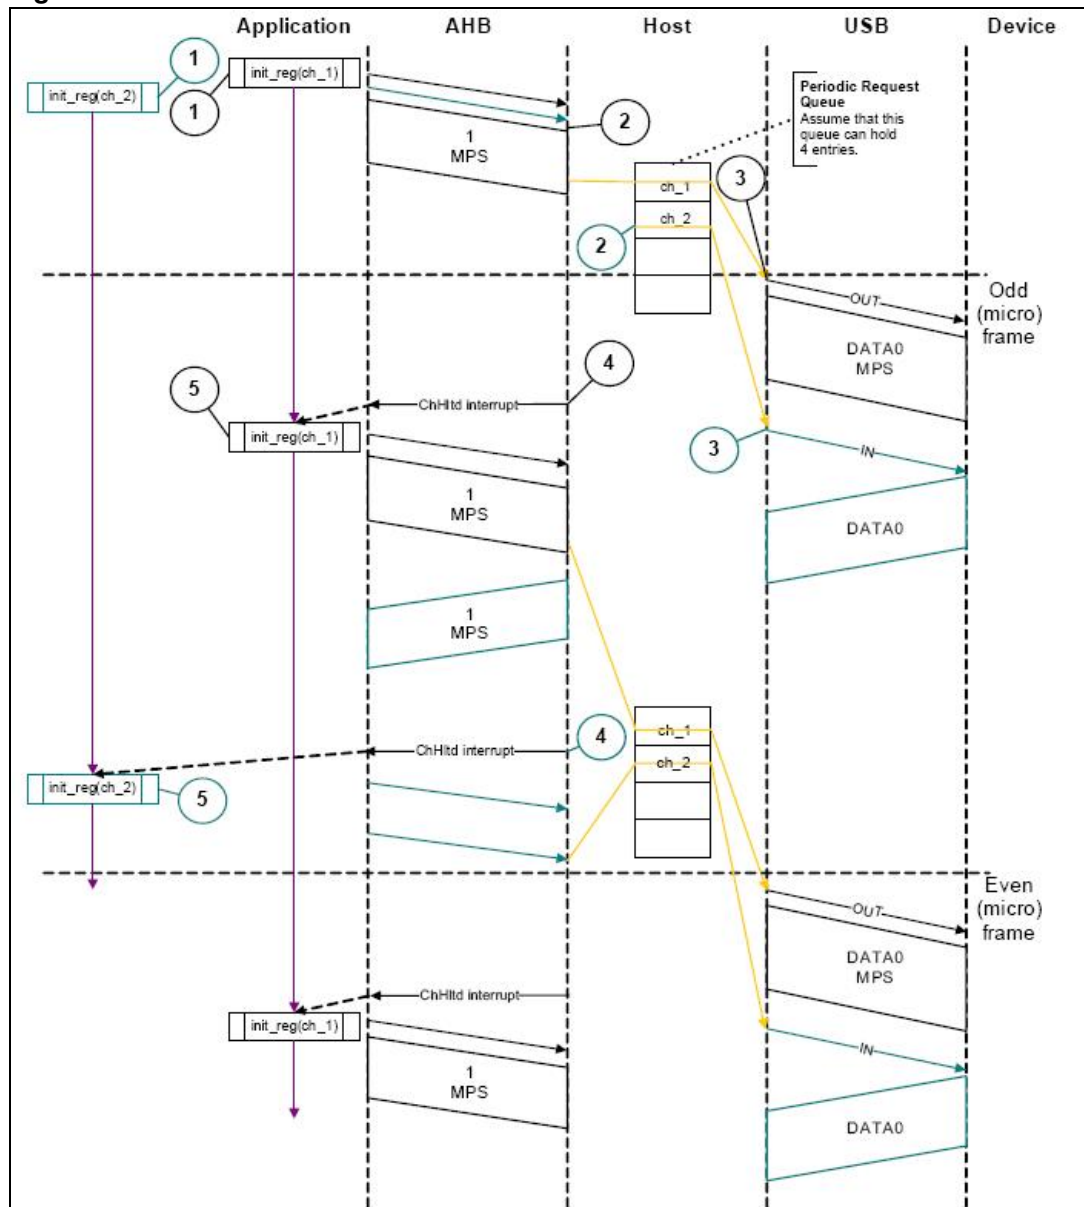 Application AHB Host USB Device
1
init_reg(ch_1)
init_reg(ch_2)
1
Periodic Request
Queue
Assume that this
queue can hold
4 entries.
2
1
MPS
3
ch_1
ch_2
2
Odd
(micro)
frame
OUT
DATA0
MPS
4
5
ChHltd interrupt
init_reg(ch_1)
3
IN
1
MPS
DATA0
1
MPS
ch_1
4
ChHltd interrupt
ch_2
init_reg(ch_2)
5
Even
(micro)
frame
OUT
DATA0
MPS
ChHltd interrupt
init_reg(ch_1)
IN
1
MPS
DATA0